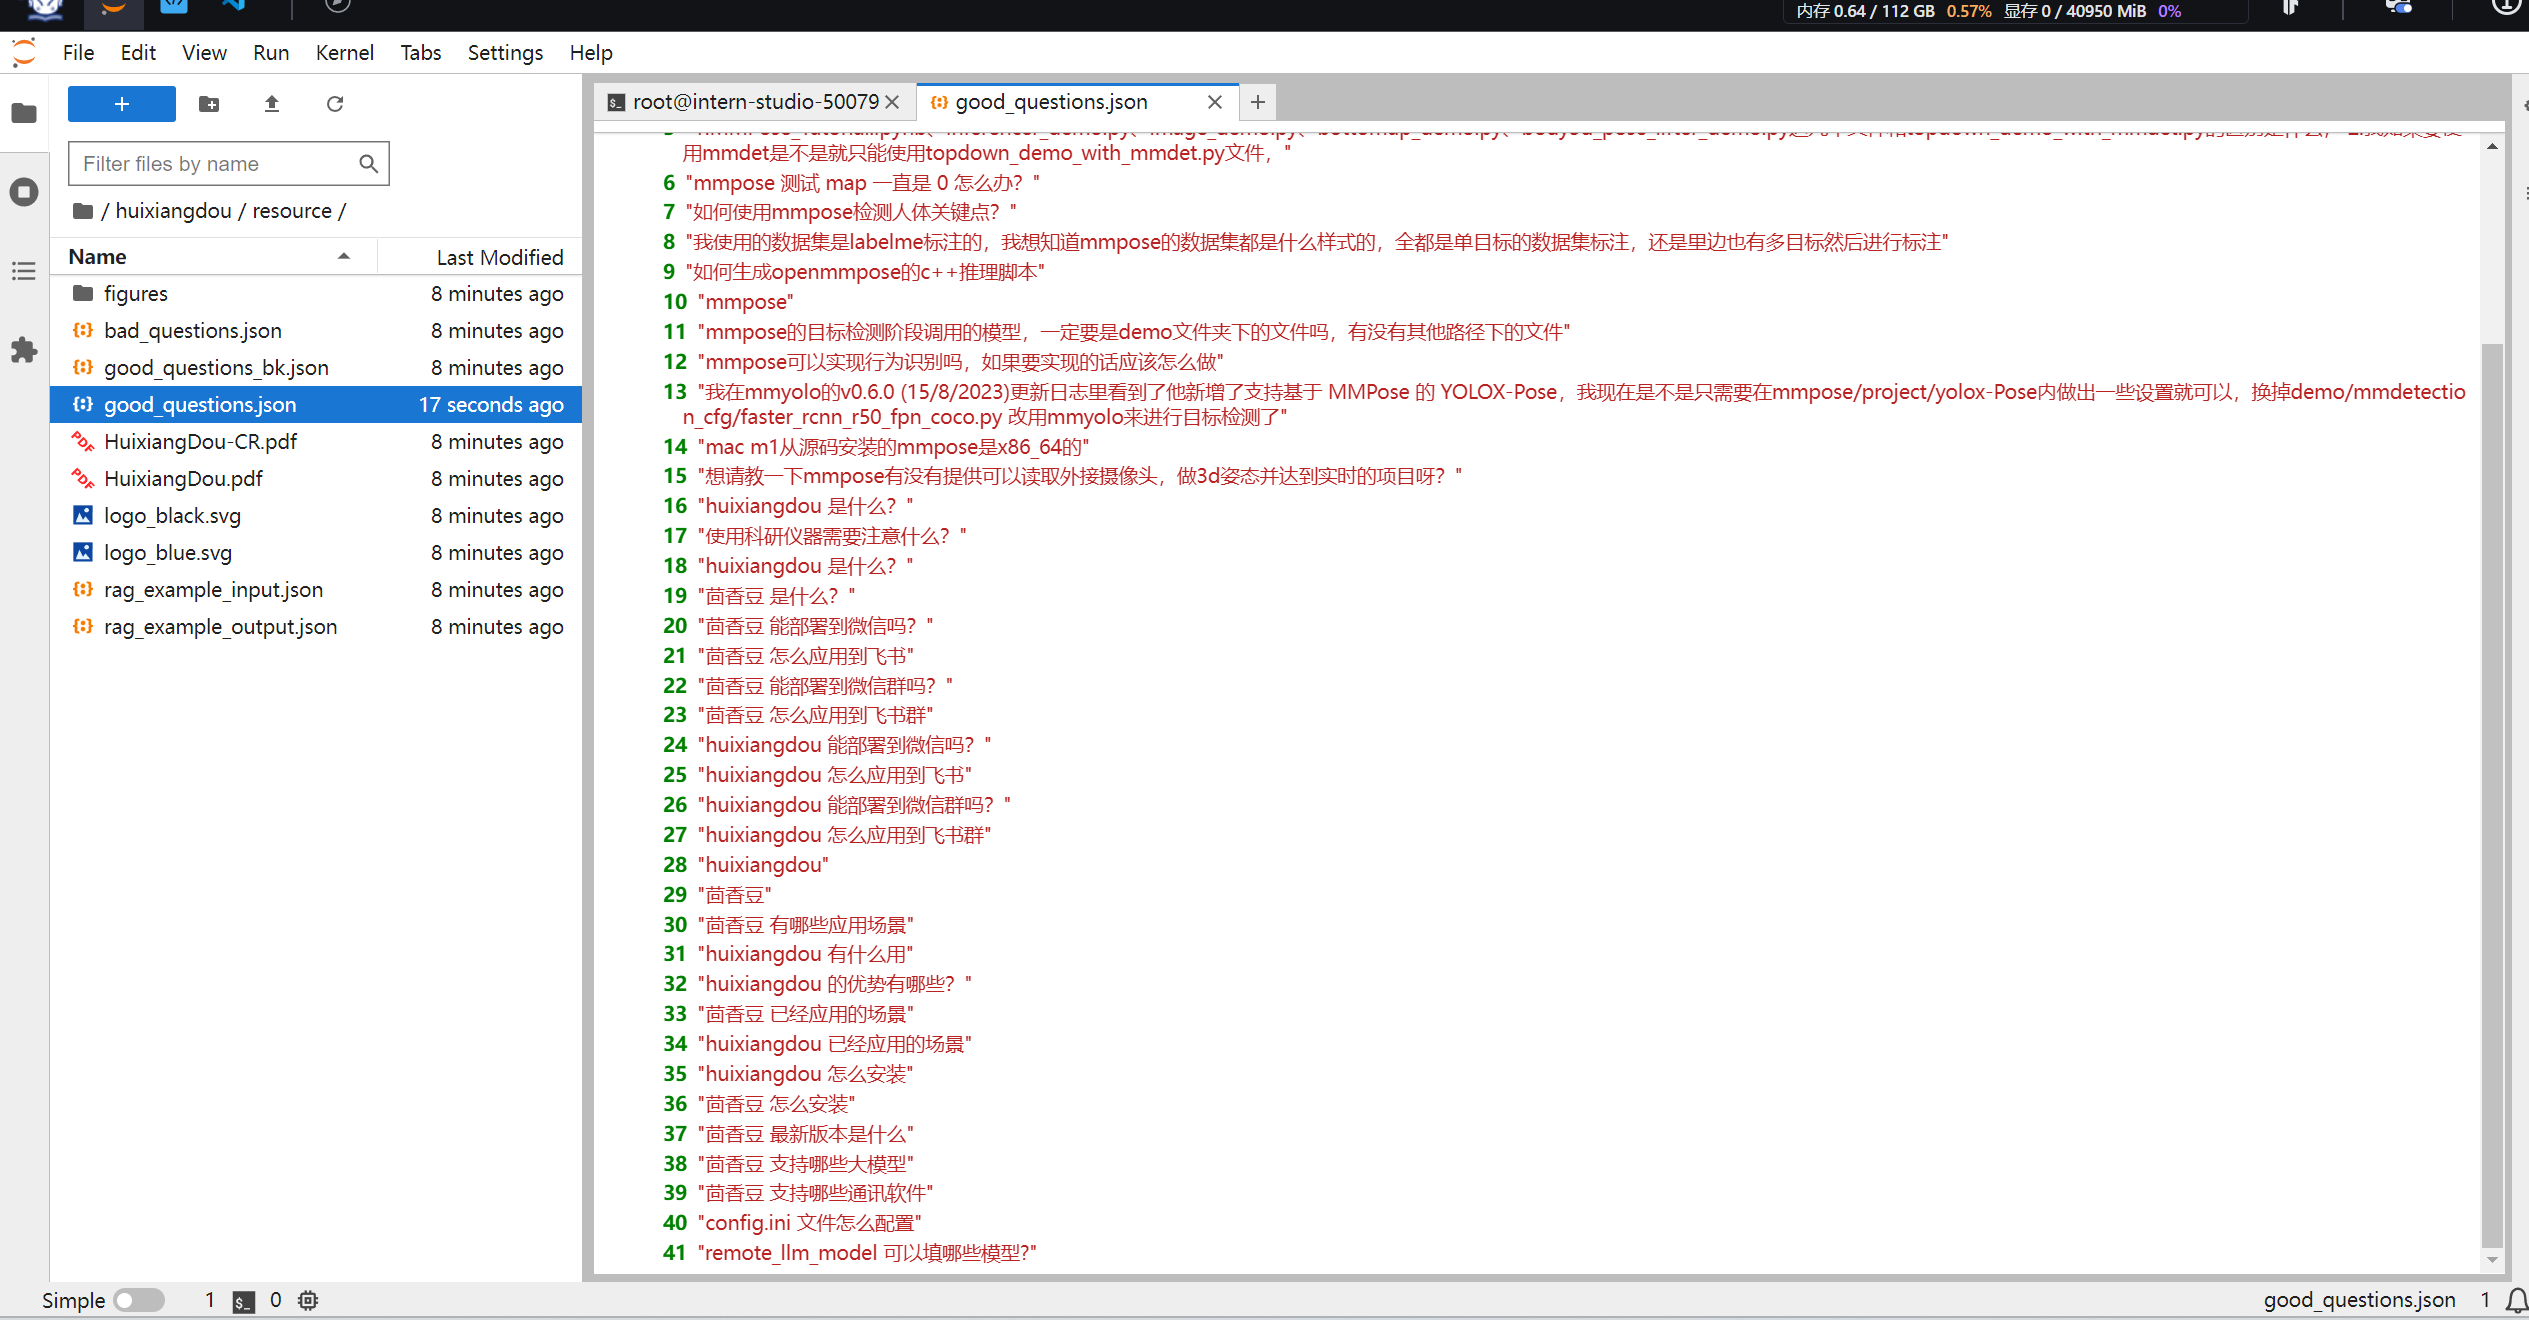 内存 0.64 / 112 GB 0.57% 显存 0 / 40950 MiB 0%
File Edit View Run Kernel Tabs Settings Help
root@intern-studio-50079 good_questions.json
Filter files by name
/ huixiangdou / resource /
Name Last Modified
figures 8 minutes ago
bad_questions.json 8 minutes ago
good_questions_bk.json 8 minutes ago
good_questions.json 17 seconds ago
HuixiangDou-CR.pdf 8 minutes ago
HuixiangDou.pdf 8 minutes ago
logo_black.svg 8 minutes ago
logo_blue.svg 8 minutes ago
rag_example_input.json 8 minutes ago
rag_example_output.json 8 minutes ago
用mmdet是不是就只能使用topdown_demo_with_mmdet.py文件，"
6 "mmpose 测试 map 一直是 0 怎么办？"
7 "如何使用mmpose检测人体关键点？"
8 "我使用的数据集是labelme标注的，我想知道mmpose的数据集都是什么样式的，全都是单目标的数据集标注，还是里边也有多目标然后进行标注"
9 "如何生成openmmpose的c++推理脚本"
10 "mmpose"
11 "mmpose的目标检测阶段调用的模型，一定要是demo文件夹下的文件吗，有没有其他路径下的文件"
12 "mmpose可以实现行为识别吗，如果要实现的话应该怎么做"
13 "我在mmyolo的v0.6.0 (15/8/2023)更新日志里看到了他新增了支持基于 MMPose 的 YOLOX-Pose，我现在是不是只需要在mmpose/project/yolox-Pose内做出一些设置就可以，换掉demo/mmdetectio
n_cfg/faster_rcnn_r50_fpn_coco.py 改用mmyolo来进行目标检测了"
14 "mac m1从源码安装的mmpose是x86_64的"
15 "想请教一下mmpose有没有提供可以读取外接摄像头，做3d姿态并达到实时的项目呀？"
16 "huixiangdou 是什么？"
17 "使用科研仪器需要注意什么？"
18 "huixiangdou 是什么？"
19 "茴香豆 是什么？"
20 "茴香豆 能部署到微信吗？"
21 "茴香豆 怎么应用到飞书"
22 "茴香豆 能部署到微信群吗？"
23 "茴香豆 怎么应用到飞书群"
24 "huixiangdou 能部署到微信吗？"
25 "huixiangdou 怎么应用到飞书"
26 "huixiangdou 能部署到微信群吗？"
27 "huixiangdou 怎么应用到飞书群"
28 "huixiangdou"
29 "茴香豆"
30 "茴香豆 有哪些应用场景"
31 "huixiangdou 有什么用"
32 "huixiangdou 的优势有哪些？"
33 "茴香豆 已经应用的场景"
34 "huixiangdou 已经应用的场景"
35 "huixiangdou 怎么安装"
36 "茴香豆 怎么安装"
37 "茴香豆 最新版本是什么"
38 "茴香豆 支持哪些大模型"
39 "茴香豆 支持哪些通讯软件"
40 "config.ini 文件怎么配置"
41 "remote_llm_model 可以填哪些模型?"
Simple 1 0 good_questions.json 1